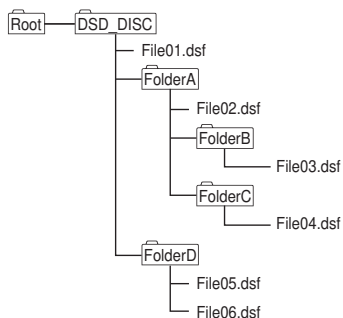 Root DSD_DISC
File01.dsf
FolderA
File02.dsf
FolderB
File03.dsf
FolderC
File04.dsf
FolderD
File05.dsf
File06.dsf